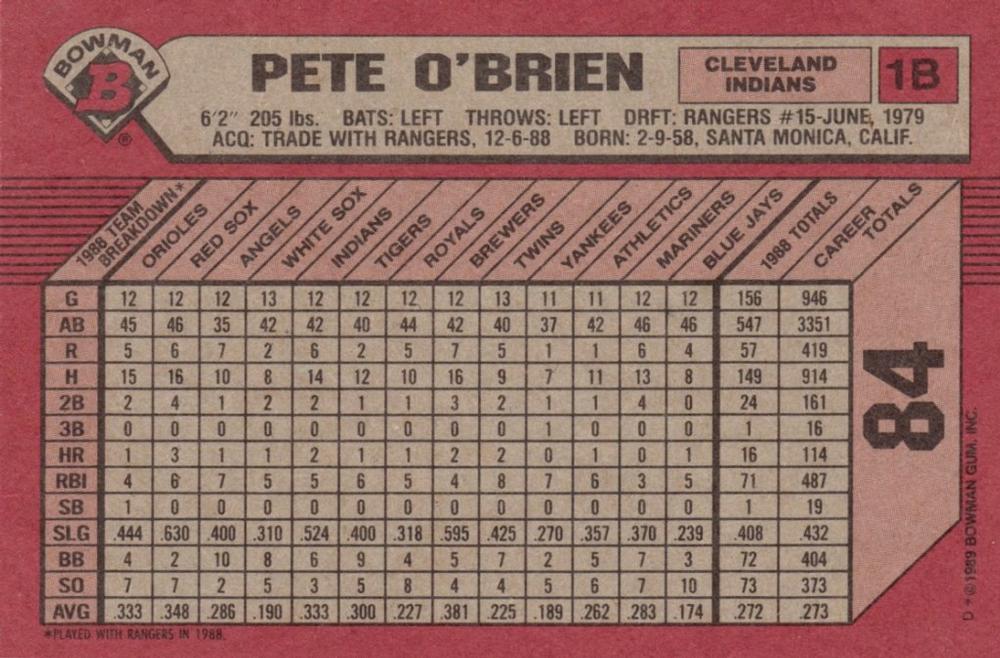 BOWMAN
B
®
PETE O'BRIEN
CLEVELAND
INDIANS
1B
6'2" 205 lbs. BATS: LEFT THROWS: LEFT DRFT: RANGERS #15-JUNE, 1979
ACQ: TRADE WITH RANGERS, 12-6-88 BORN: 2-9-58, SANTA MONICA, CALIF.
1988 TEAM BREAKDOWN* ORIOLES RED SOX ANGELS WHITE SOX INDIANS TIGERS ROYALS BREWERS TWINS YANKEES ATHLETICS MARINERS BLUE JAYS 1988 TOTALS CAREER TOTALS
G 12 12 12 13 12 12 12 12 13 11 11 12 12 156 946
AB 45 46 35 42 42 40 44 42 40 37 42 46 46 547 3351
R 5 6 7 2 6 2 5 7 5 1 1 6 4 57 419
H 15 16 10 8 14 12 10 16 9 7 11 13 8 149 914
2B 2 4 1 2 2 1 1 3 2 1 1 4 0 24 161
3B 0 0 0 0 0 0 0 0 0 1 0 0 0 1 16
HR 1 3 1 1 2 1 1 2 2 0 1 0 1 16 114
RBI 4 6 7 5 5 6 5 4 8 7 6 3 5 71 487
SB 1 0 0 0 0 0 0 0 0 0 0 0 0 1 19
SLG .444 .630 .400 .310 .524 .400 .318 .595 .425 .270 .357 .370 .239 .408 .432
BB 4 2 10 8 6 9 4 5 7 2 5 7 3 72 404
SO 7 7 2 5 3 5 8 4 4 5 6 7 10 73 373
AVG .333 .348 .286 .190 .333 .300 .227 .381 .225 .189 .262 .283 .174 .272 .273
84
*PLAYED WITH RANGERS IN 1988.
D * © 1989 BOWMAN GUM, INC.